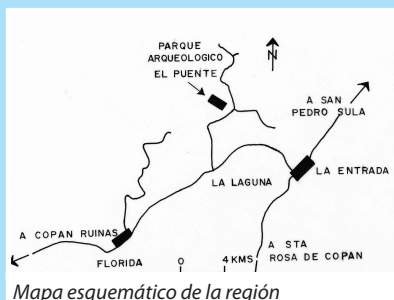 PARQUE
ARQUEOLOGICO
EL PUENTE
N
A SAN
PEDRO SULA
LA ENTRADA
LA LAGUNA
A COPAN RUINAS
FLORIDA
0 4 KMS
A STA
ROSA DE COPAN
Mapa esquemático de la región